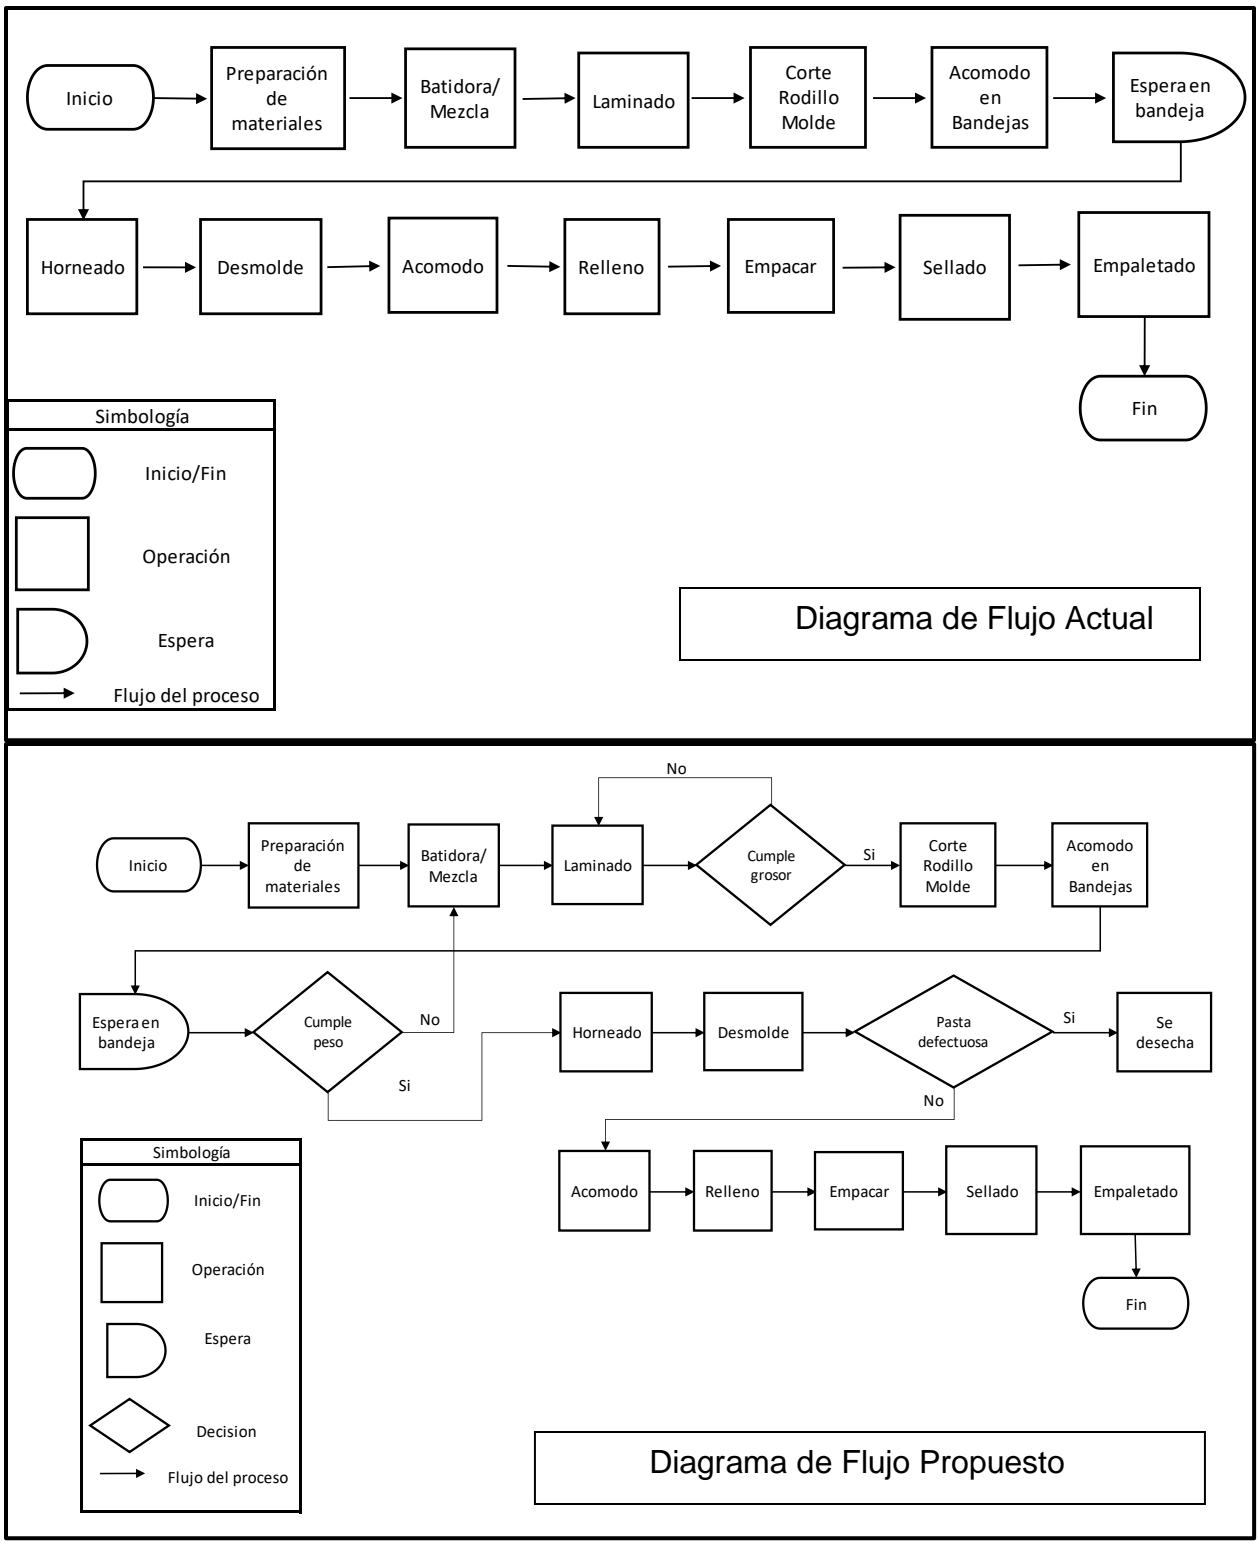 Inicio
Preparación
de
materiales
Batidora/
Mezcla
Laminado
Corte
Rodillo
Molde
Acomodo
en
Bandejas
Espera en
bandeja
Horneado
Desmolde
Acomodo
Relleno
Empacar
Sellado
Empaletado
Fin
Simbología
Inicio/Fin
Operación
Espera
Flujo del proceso
Diagrama de Flujo Actual
No
Inicio
Preparación
de
materiales
Batidora/
Mezcla
Laminado
Cumple
grosor
Si
Corte
Rodillo
Molde
Acomodo
en
Bandejas
Espera en
bandeja
Cumple
peso
No
Si
Horneado
Desmolde
Pasta
defectuosa
Si
Se
desecha
No
Acomodo
Relleno
Empacar
Sellado
Empaletado
Fin
Simbología
Inicio/Fin
Operación
Espera
Decision
Flujo del proceso
Diagrama de Flujo Propuesto